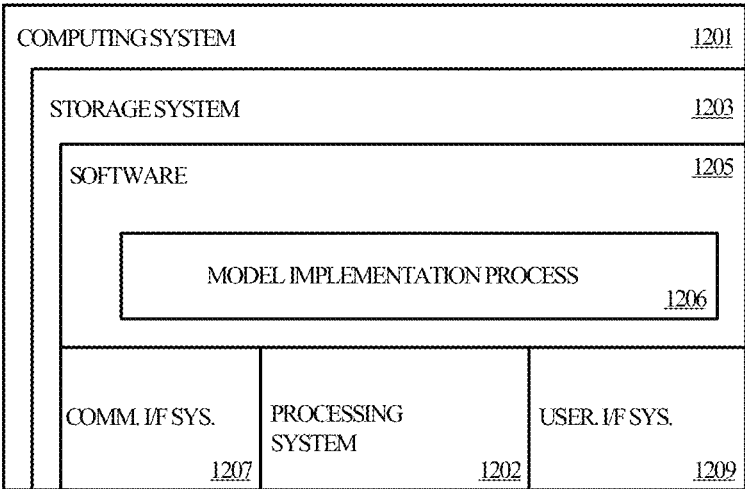 COMPUTING SYSTEM 1201
STORAGE SYSTEM 1203
SOFTWARE 1205
MODEL IMPLEMENTATION PROCESS
1206
COMM. I/F SYS.
1207
PROCESSING
SYSTEM
1202
USER. I/F SYS.
1209